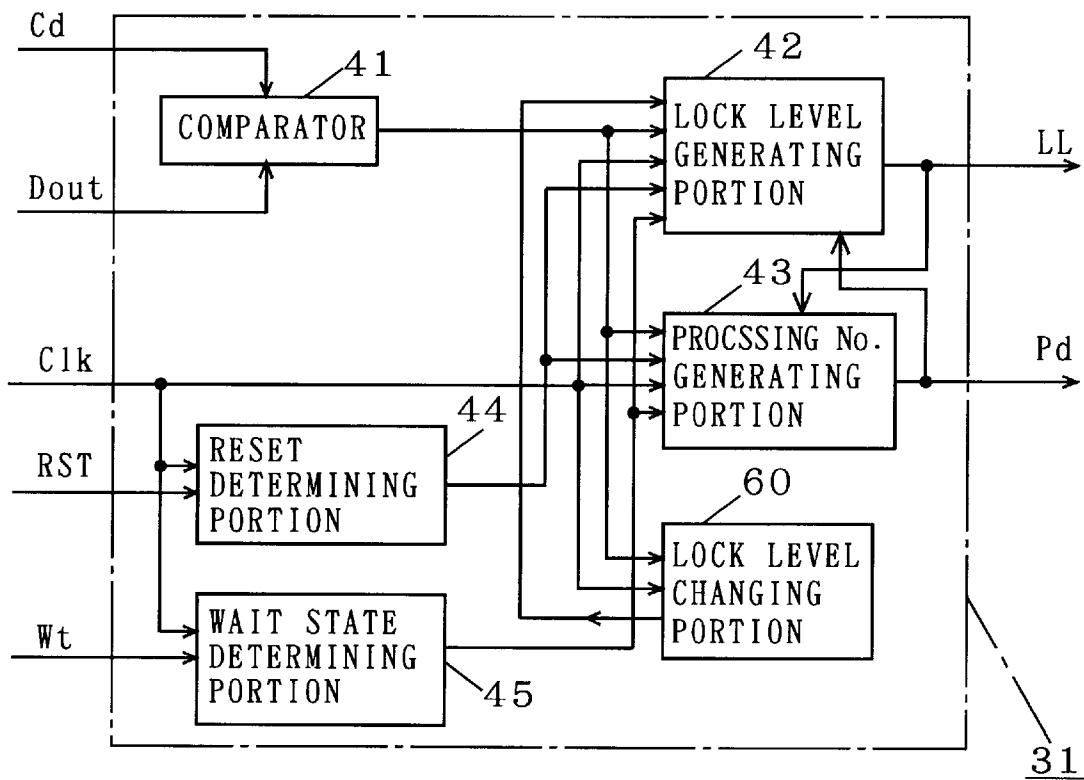 Cd
41
COMPARATOR
Dout
42
LOCK LEVEL
GENERATING
PORTION
LL
43
PROCSSING No.
GENERATING
PORTION
Pd
Clk
44
RESET
DETERMINING
PORTION
RST
60
LOCK LEVEL
CHANGING
PORTION
WAIT STATE
DETERMINING
PORTION
Wt
45
31